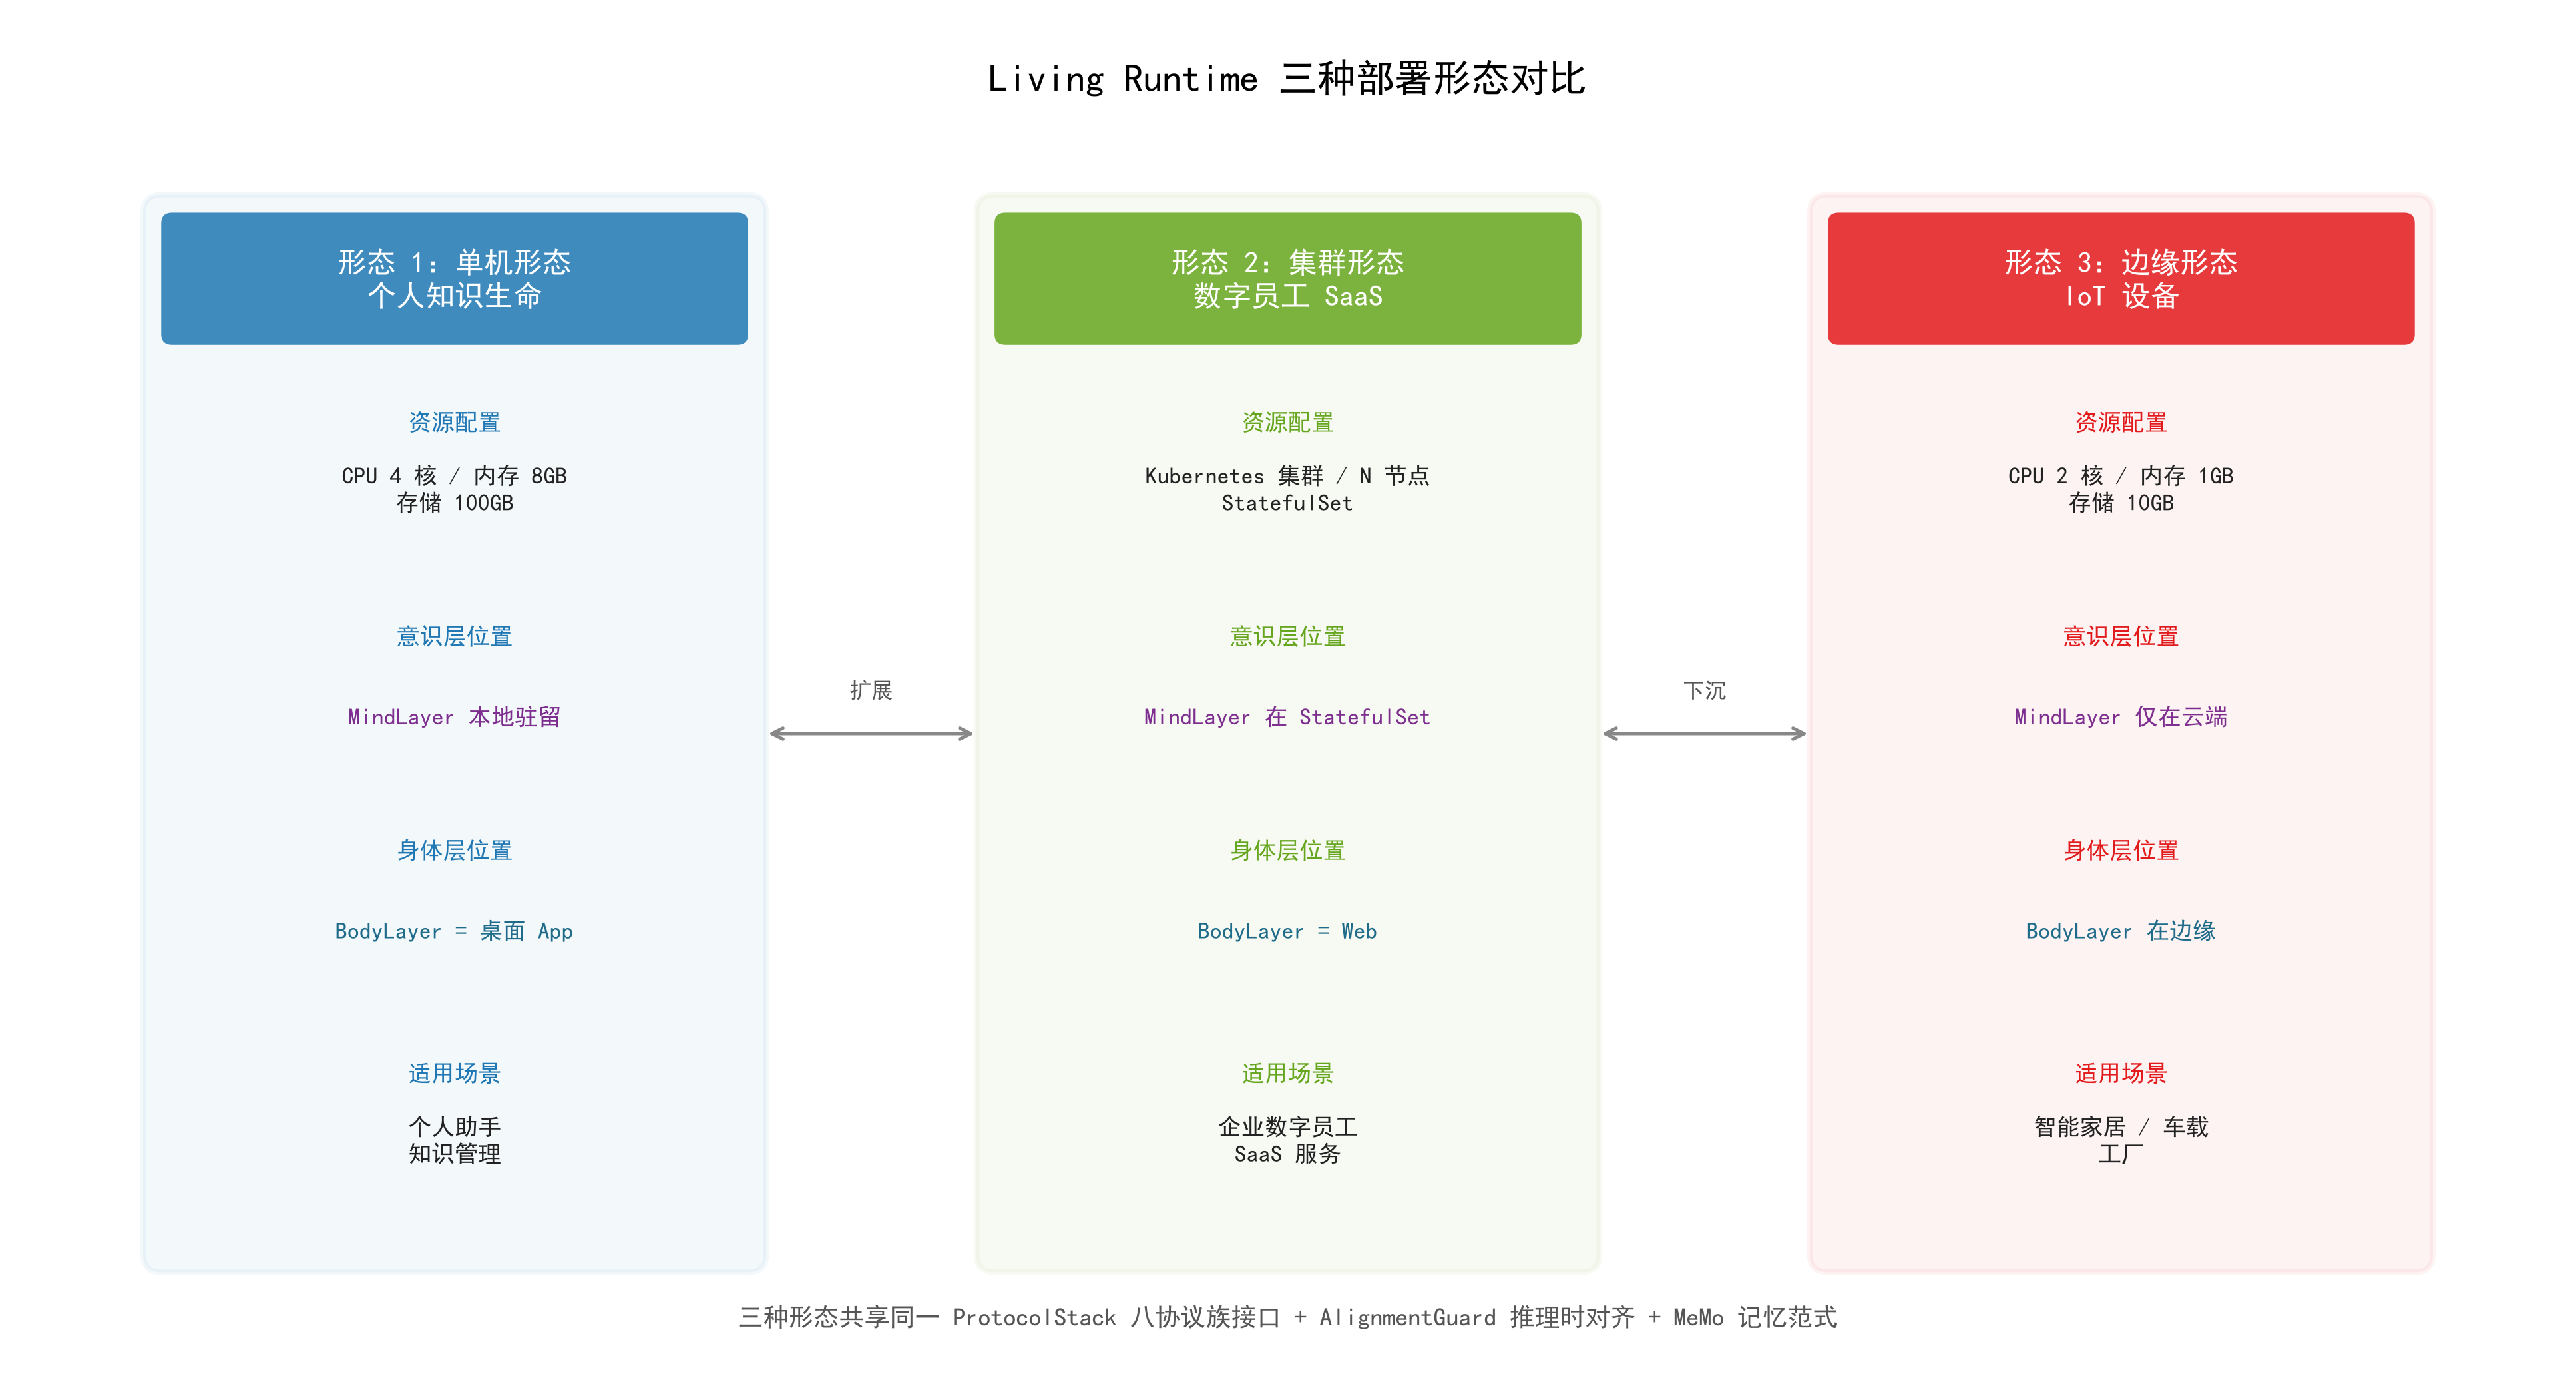 Living Runtime 三种部署形态对比
形态 1: 单机形态
个人知识生命
资源配置
CPU 4 核 / 内存 8GB
存储 100GB
意识层位置
MindLayer 本地驻留
身体层位置
BodyLayer = 桌面 App
适用场景
个人助手
知识管理
扩展
形态 2: 集群形态
数字员工 SaaS
资源配置
Kubernetes 集群 / N 节点
StatefulSet
意识层位置
MindLayer 在 StatefulSet
身体层位置
BodyLayer = Web
适用场景
企业数字员工
SaaS 服务
下沉
形态 3: 边缘形态
IoT 设备
资源配置
CPU 2 核 / 内存 1GB
存储 10GB
意识层位置
MindLayer 仅在云端
身体层位置
BodyLayer 在边缘
适用场景
智能家居 / 车载
工厂
三种形态共享同一 ProtocolStack 八协议族接口 + AlignmentGuard 推理时对齐 + MeMo 记忆范式